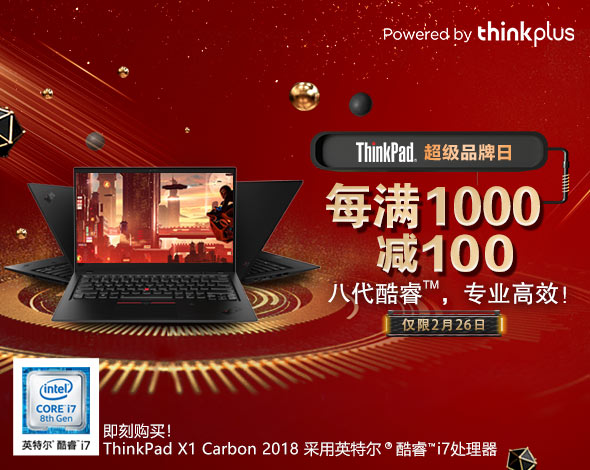 Powered by thinkplus
ThinkPad® 超级品牌日
每满1000
减100
八代酷睿™，专业高效！
仅限2月26日
intel
CORE i7
8th Gen
英特尔® 酷睿™ i7
即刻购买！
ThinkPad X1 Carbon 2018 采用英特尔®酷睿™i7处理器